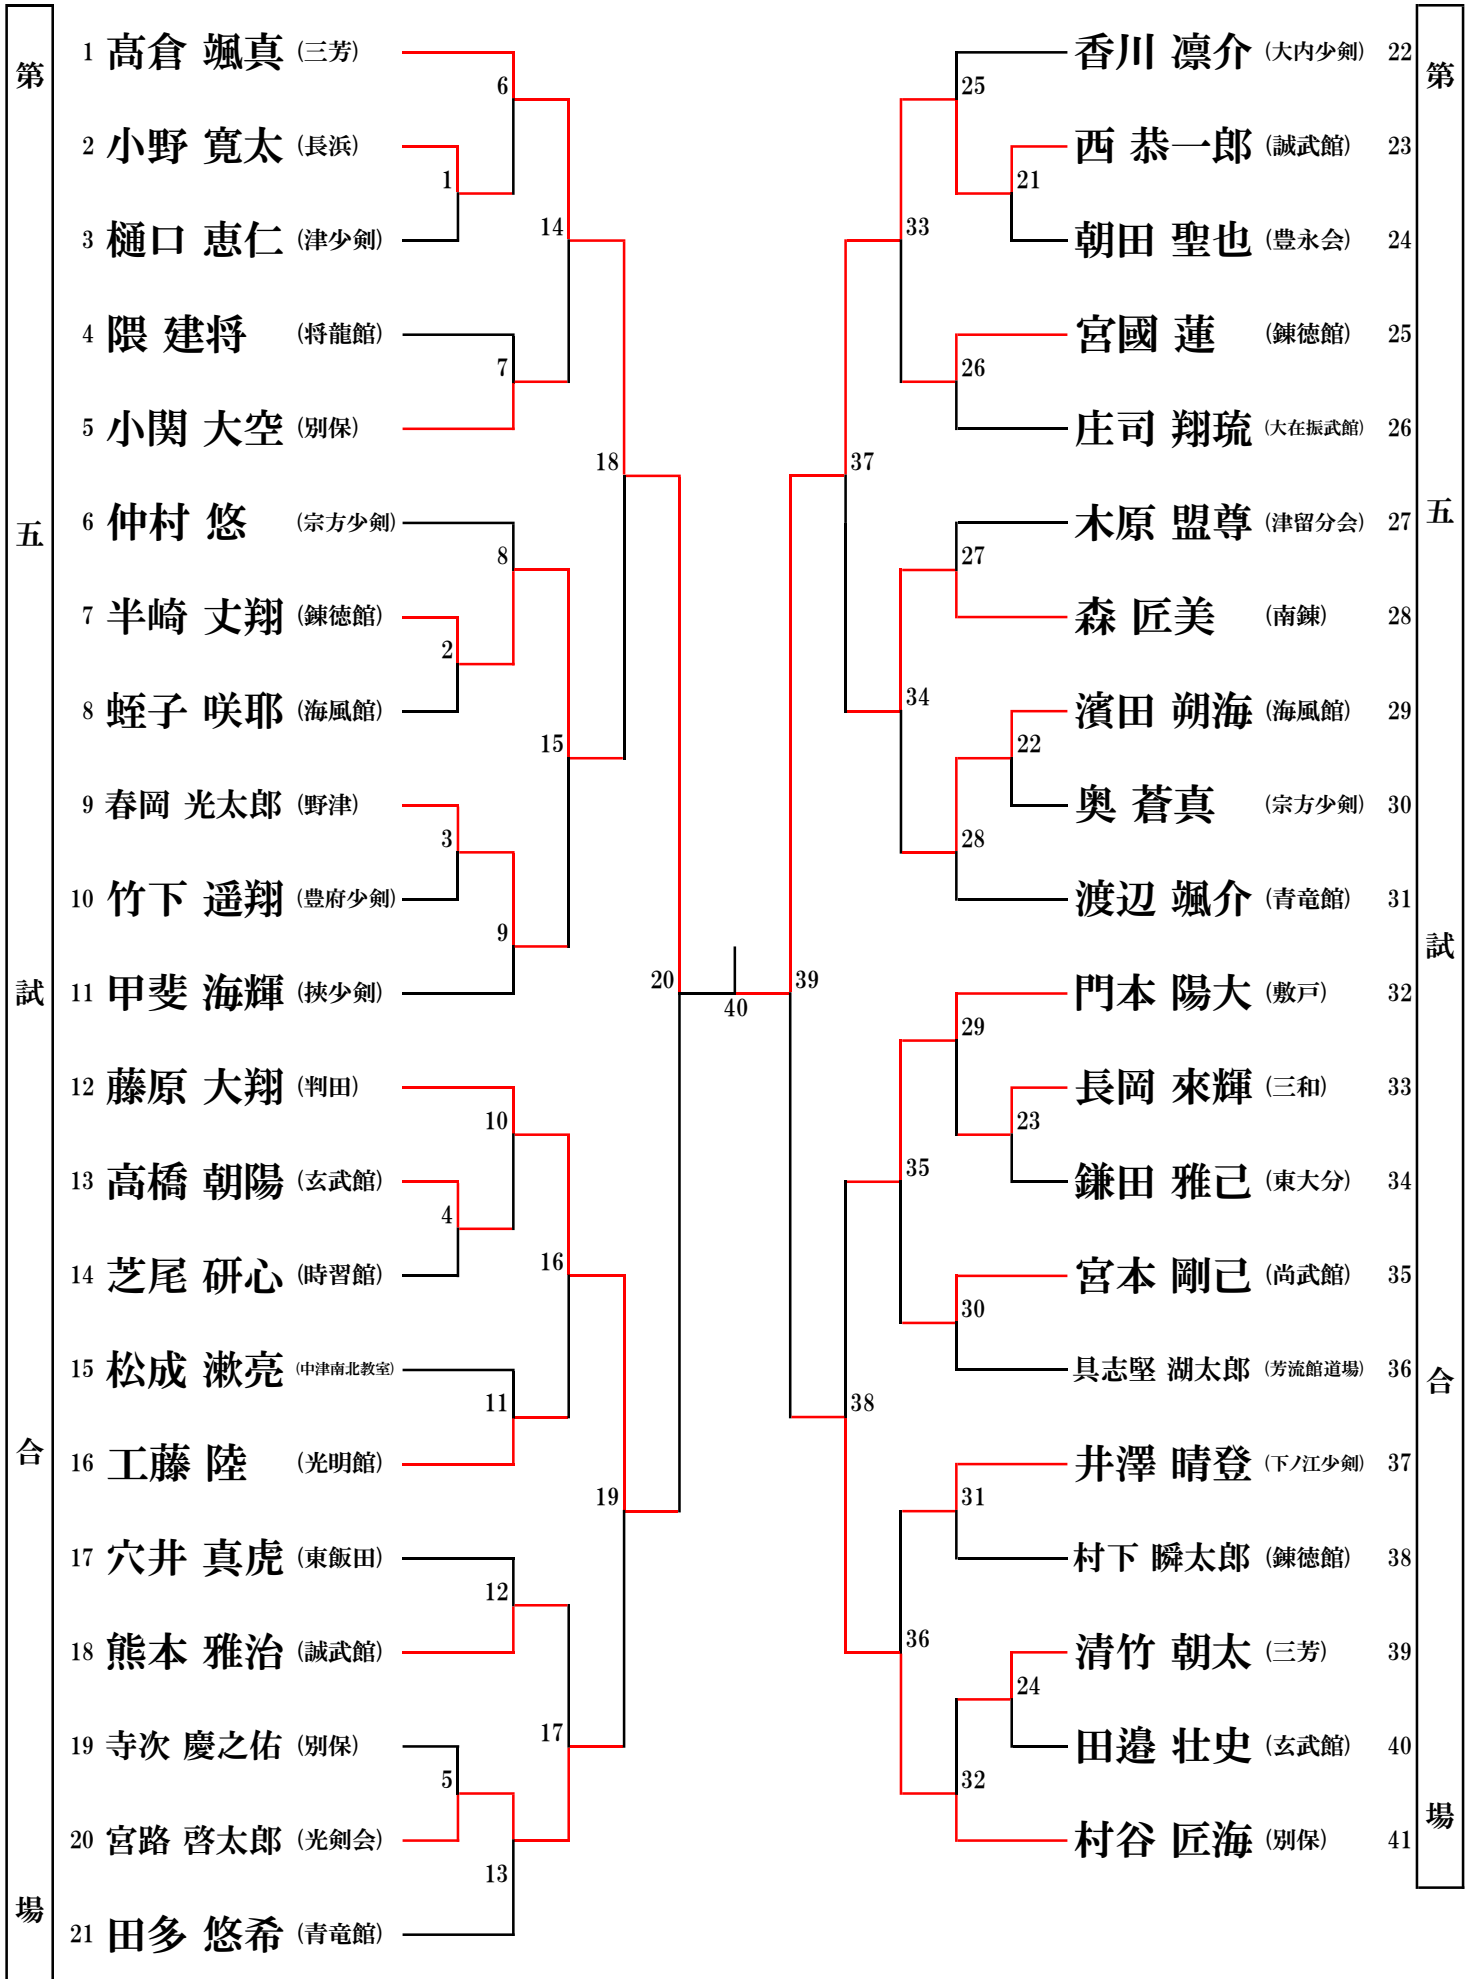 第五試合場
1 髙倉 颯真 (三芳)
6
2 小野 寛太 (長浜)
1
3 樋口 恵仁 (津少剣)
14
4 隈 建将 (将龍館)
7
5 小関 大空 (別保)
18
6 仲村 悠 (宗方少剣)
8
7 半崎 丈翔 (錬徳館)
2
8 蛭子 咲耶 (海風館)
15
9 春岡 光太郎 (野津)
3
10 竹下 遥翔 (豊府少剣)
9
11 甲斐 海輝 (挾少剣)
20
12 藤原 大翔 (判田)
10
13 高橋 朝陽 (玄武館)
4
14 芝尾 研心 (時習館)
16
15 松成 漱亮 (中津南北教室)
11
16 工藤 陸 (光明館)
19
17 穴井 真虎 (東飯田)
12
18 熊本 雅治 (誠武館)
17
19 寺次 慶之佑 (別保)
5
20 宮路 啓太郎 (光剣会)
13
21 田多 悠希 (青竜館)
40
香川 凛介 (大内少剣) 22
25
西 恭一郎 (誠武館) 23
21
朝田 聖也 (豊永会) 24
33
宮國 蓮 (錬徳館) 25
26
庄司 翔琉 (大在振武館) 26
37
木原 盟尊 (津留分会) 27
27
森 匠美 (南錬) 28
34
濱田 朔海 (海風館) 29
22
奥 蒼真 (宗方少剣) 30
28
渡辺 颯介 (青竜館) 31
39
門本 陽大 (敷戸) 32
29
長岡 來輝 (三和) 33
23
鎌田 雅己 (東大分) 34
35
宮本 剛己 (尚武館) 35
30
具志堅 湖太郎 (芳流館道場) 36
38
井澤 晴登 (下ノ江少剣) 37
31
村下 瞬太郎 (錬徳館) 38
36
清竹 朝太 (三芳) 39
24
田邉 壮史 (玄武館) 40
32
村谷 匠海 (別保) 41
第五試合場